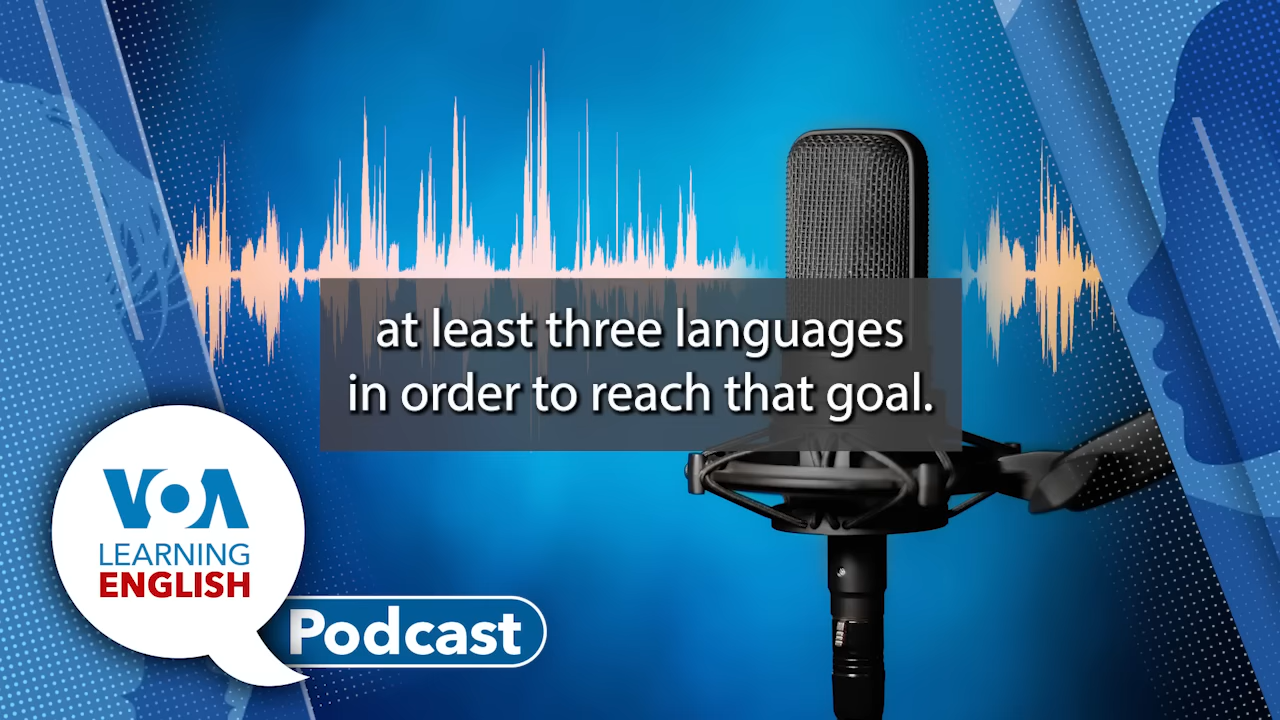 at least three languages
in order to reach that goal.
VOA
LEARNING
ENGLISH
Podcast